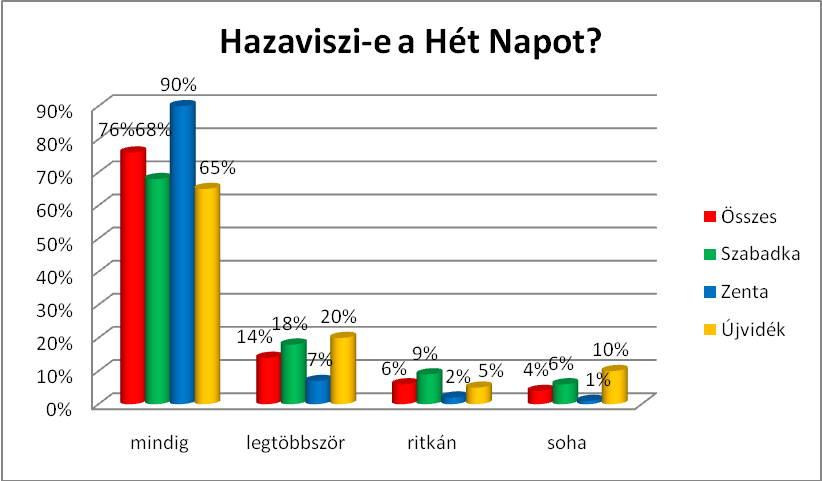 Hazaviszi-e a Hét Napot?
90%
80%
70%
60%
50%
40%
30%
20%
10%
0%
76%
68%
90%
65%
14%
18%
7%
20%
6%
9%
2%
5%
4%
6%
1%
10%
mindig
legtöbbször
ritkán
soha
Összes
Szabadka
Zenta
Újvidék